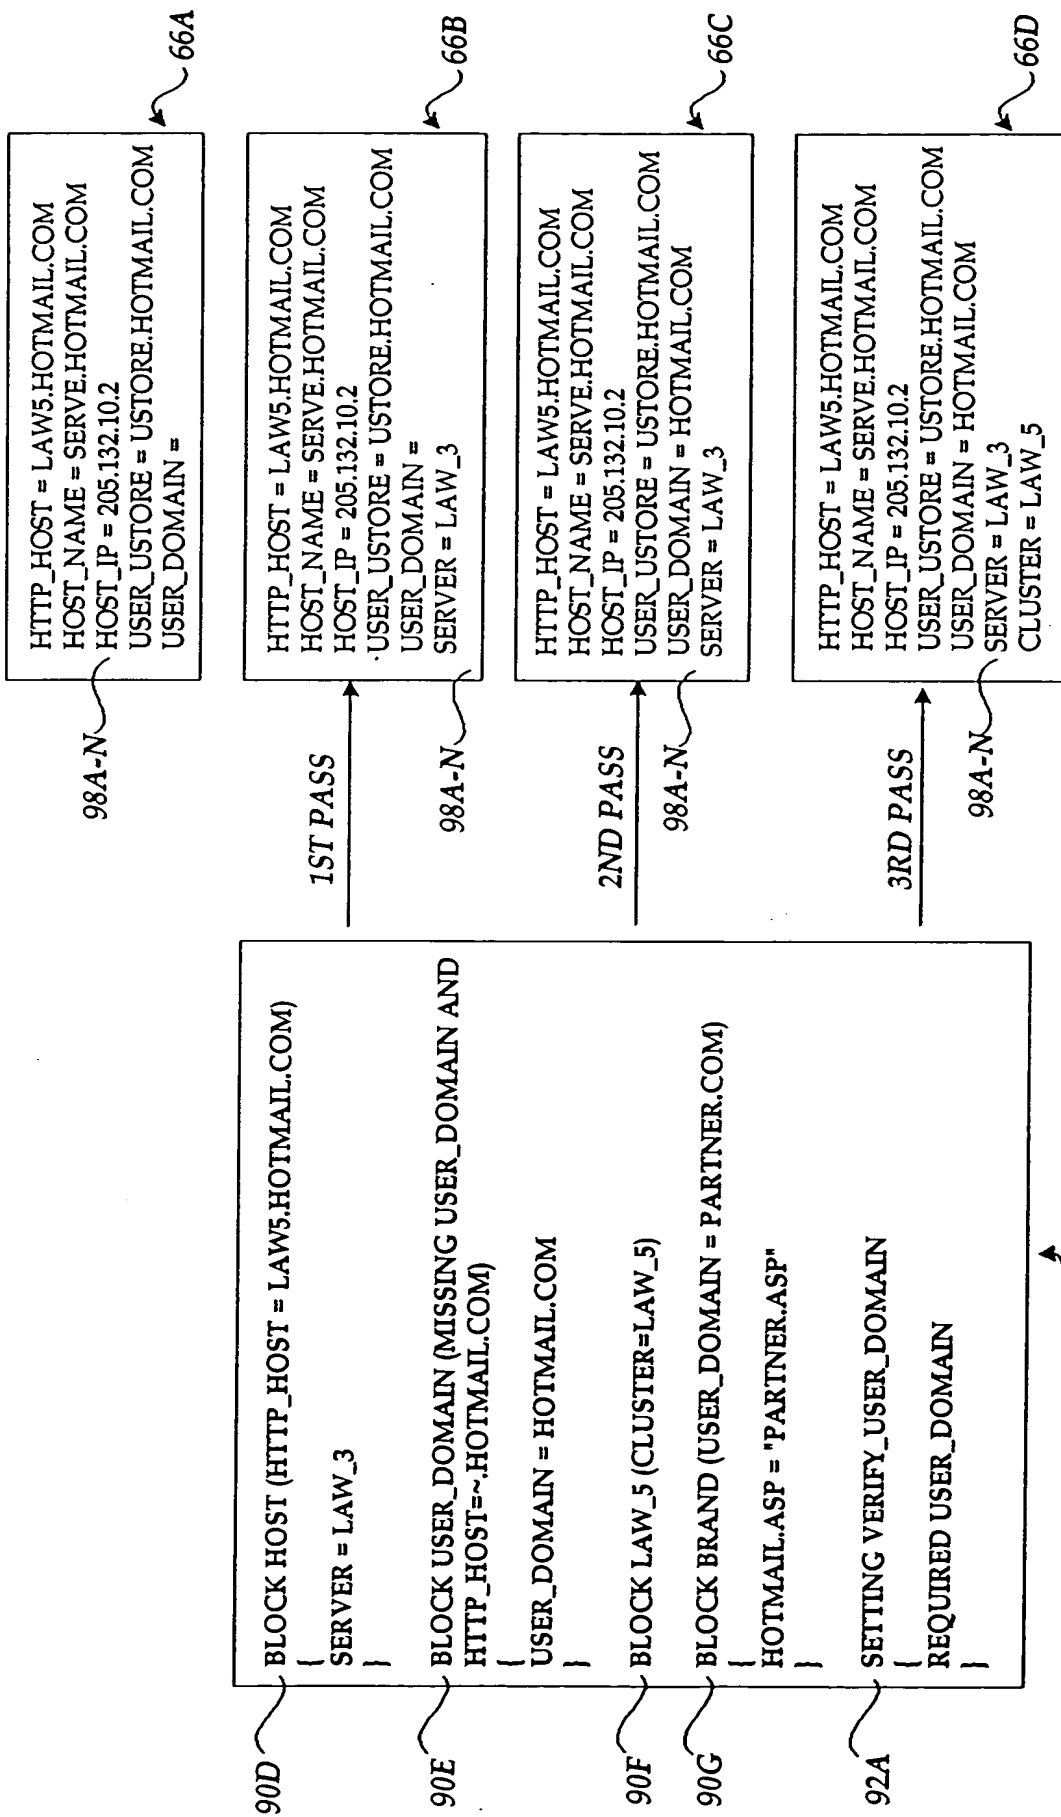 90D
BLOCK HOST (HTTP_HOST = LAW5.HOTMAIL.COM)
{
SERVER = LAW_3
}
90E
BLOCK USER_DOMAIN (MISSING USER_DOMAIN AND
HTTP_HOST=~.HOTMAIL.COM)
{
USER_DOMAIN = HOTMAIL.COM
}
90F
BLOCK LAW_5 (CLUSTER=LAW_5)
90G
BLOCK BRAND (USER_DOMAIN = PARTNER.COM)
{
HOTMAIL.ASP = "PARTNER.ASP"
}
92A
SETTING VERIFY_USER_DOMAIN
{
REQUIRED USER_DOMAIN
}
98A-N
HTTP_HOST = LAW5.HOTMAIL.COM
HOST_NAME = SERVE.HOTMAIL.COM
HOST_IP = 205.132.10.2
USER_USTORE = USTORE.HOTMAIL.COM
USER_DOMAIN =
66A
1ST PASS
98A-N
HTTP_HOST = LAW5.HOTMAIL.COM
HOST_NAME = SERVE.HOTMAIL.COM
HOST_IP = 205.132.10.2
USER_USTORE = USTORE.HOTMAIL.COM
USER_DOMAIN =
SERVER = LAW_3
66B
2ND PASS
98A-N
HTTP_HOST = LAW5.HOTMAIL.COM
HOST_NAME = SERVE.HOTMAIL.COM
HOST_IP = 205.132.10.2
USER_USTORE = USTORE.HOTMAIL.COM
USER_DOMAIN = HOTMAIL.COM
SERVER = LAW_3
66C
3RD PASS
98A-N
HTTP_HOST = LAW5.HOTMAIL.COM
HOST_NAME = SERVE.HOTMAIL.COM
HOST_IP = 205.132.10.2
USER_USTORE = USTORE.HOTMAIL.COM
USER_DOMAIN = HOTMAIL.COM
SERVER = LAW_3
CLUSTER = LAW_5
66D